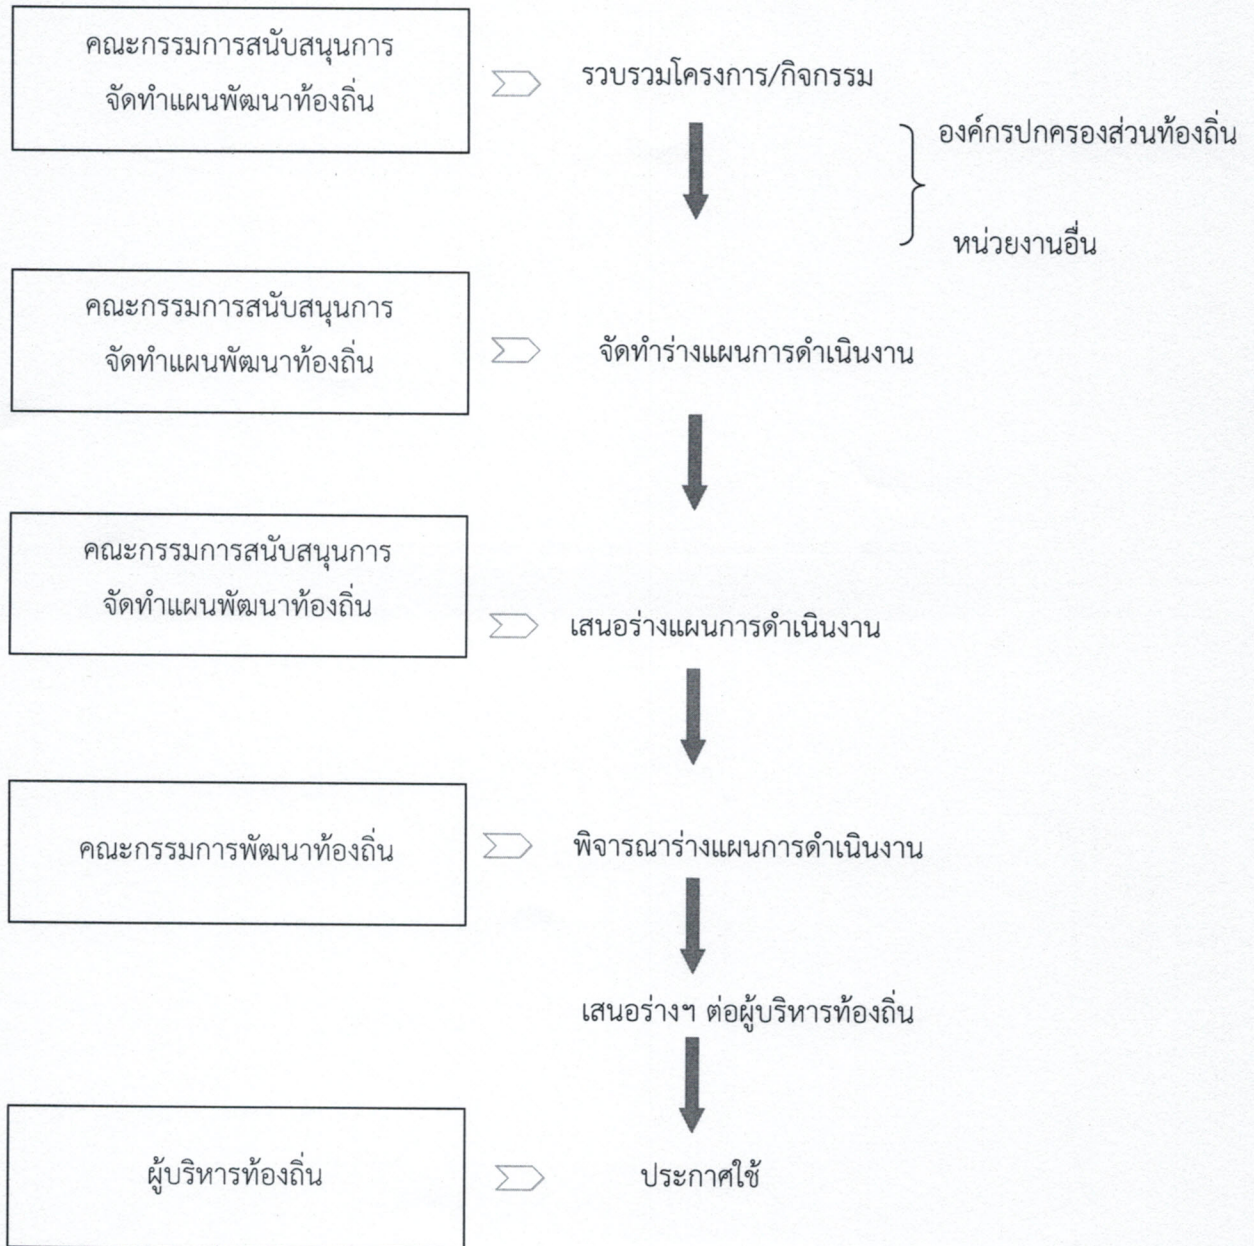 คณะกรรมการสนับสนุนการ
จัดทำแผนพัฒนาท้องถิ่น
รวบรวมโครงการ/กิจกรรม
องค์กรปกครองส่วนท้องถิ่น
หน่วยงานอื่น
คณะกรรมการสนับสนุนการ
จัดทำแผนพัฒนาท้องถิ่น
จัดทำร่างแผนการดำเนินงาน
คณะกรรมการสนับสนุนการ
จัดทำแผนพัฒนาท้องถิ่น
เสนอร่างแผนการดำเนินงาน
คณะกรรมการพัฒนาท้องถิ่น
พิจารณาร่างแผนการดำเนินงาน
เสนอร่างฯ ต่อผู้บริหารท้องถิ่น
ผู้บริหารท้องถิ่น
ประกาศใช้